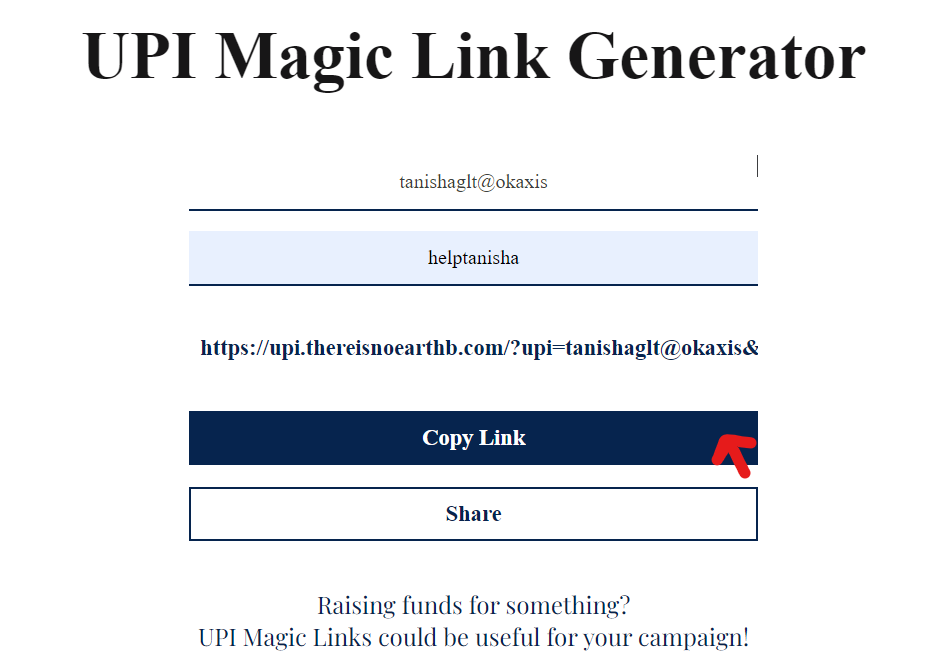 UPI Magic Link Generator
tanishaglt@okaxis
helptanisha
https://upi.thereisnoearthb.com/?upi=tanishaglt@okaxis&
Copy Link
Share
Raising funds for something?
UPI Magic Links could be useful for your campaign!